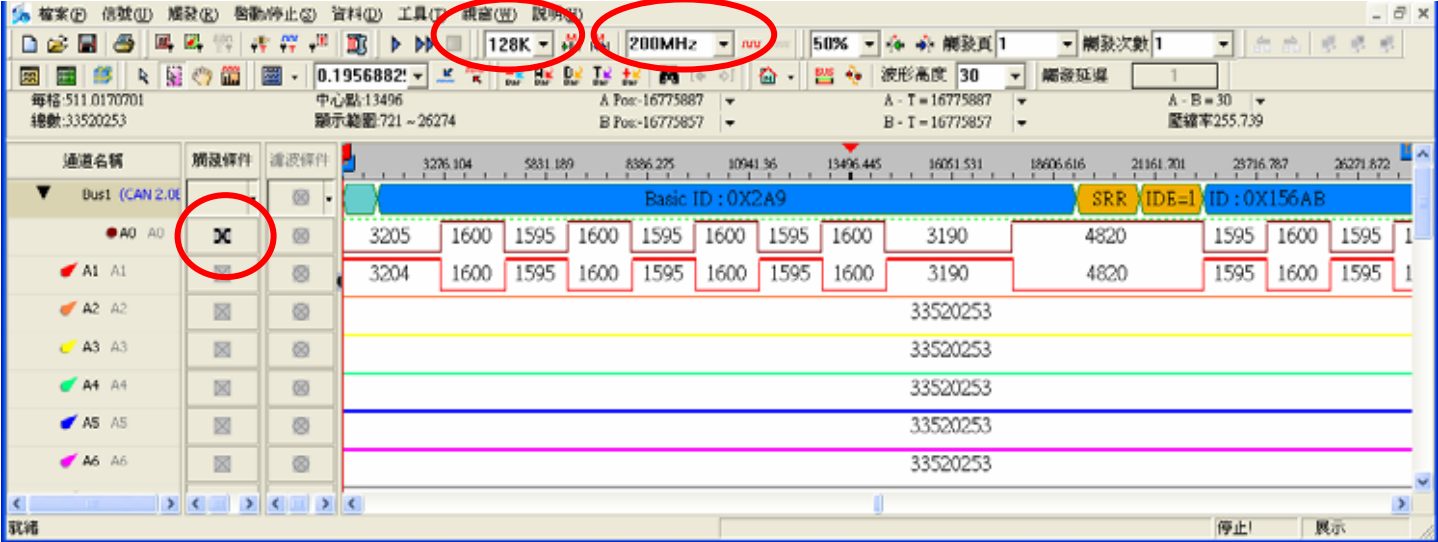 檔案(F) 信號(U) 觸發(R) 啟動/停止(S) 資料(D) 工具(T) 視窗(W) 説明(H)
128K 200MHz 50% 觸發頁 1 觸發次數 1
0.1956882! 波形高度 30 觸發延遲 1
每格:511.0170701 中心點:13496 A Pos:-16775887 A - T = 16775887 A - B = 30
總數:33520253 顯示範圍:721 ~ 26274 B Pos:-16775857 B - T = 16775857 壓縮率255.739
通道名稱 觸發條件 濾波條件 3276.104 5831.189 8386.275 10941.36 13496.445 16051.531 18606.616 21161.701 23716.787 26271.872
Bus1 (CAN 2.0B Basic ID : 0X2A9 SRR IDE=1 ID : 0X156AB
A0 A0 3205 1600 1595 1600 1595 1600 1595 1600 3190 4820 1595 1600 1595 1
A1 A1 3204 1600 1595 1600 1595 1600 1595 1600 3190 4820 1595 1600 1595 1
A2 A2 33520253
A3 A3 33520253
A4 A4 33520253
A5 A5 33520253
A6 A6 33520253
就緒 停止! 展示